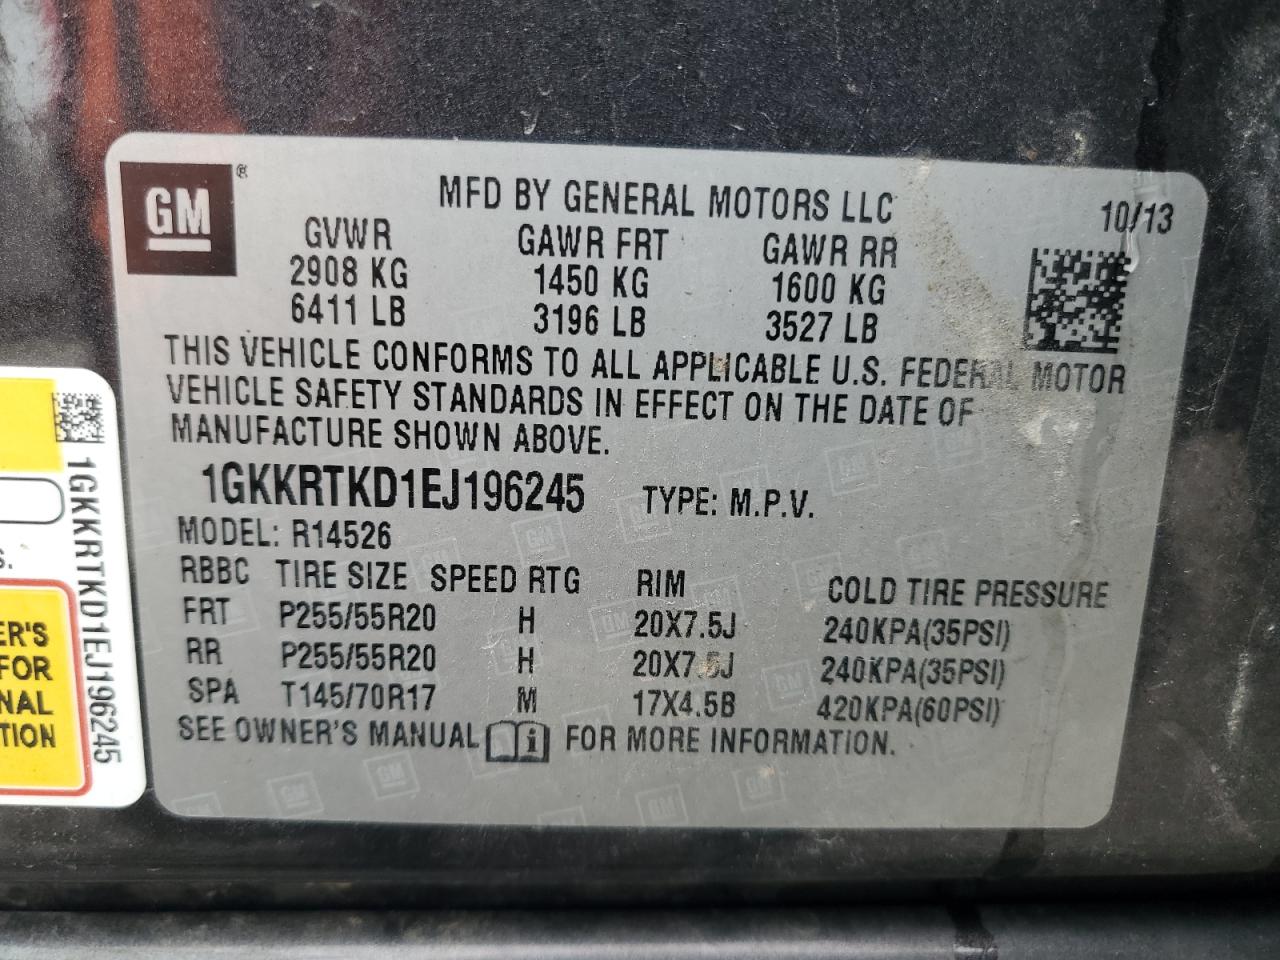 GM ®
MFD BY GENERAL MOTORS LLC 10/13
GVWR GAWR FRT GAWR RR
2908 KG 1450 KG 1600 KG
6411 LB 3196 LB 3527 LB
THIS VEHICLE CONFORMS TO ALL APPLICABLE U.S. FEDERAL MOTOR
VEHICLE SAFETY STANDARDS IN EFFECT ON THE DATE OF
MANUFACTURE SHOWN ABOVE.
1GKKRTKD1EJ196245 TYPE: M.P.V.
MODEL: R14526
RBBC TIRE SIZE SPEED RTG RIM COLD TIRE PRESSURE
FRT P255/55R20 H 20X7.5J 240KPA(35PSI)
RR P255/55R20 H 20X7.5J 240KPA(35PSI)
SPA T145/70R17 M 17X4.5B 420KPA(60PSI)
SEE OWNER'S MANUAL FOR MORE INFORMATION.
1GKKRTKD1EJ196245
S.
ER'S
FOR
NAL
TION